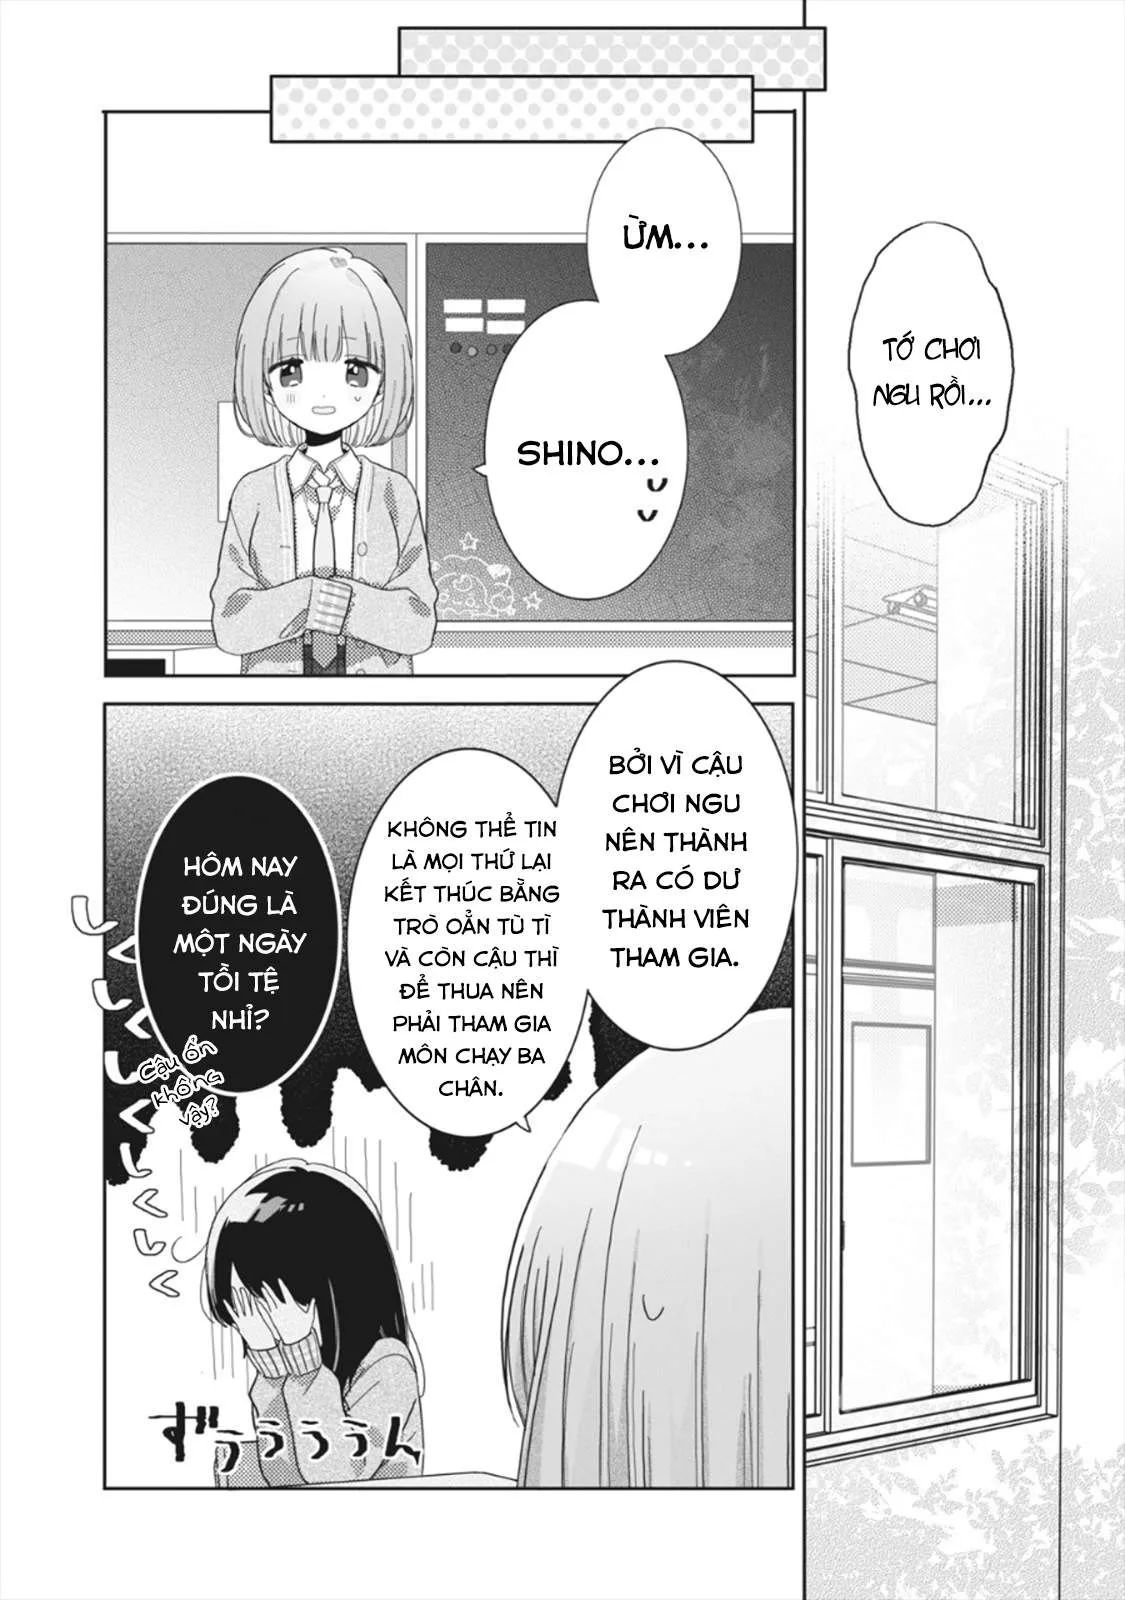 TỚ CHƠI
NGU RỒI...
ỪM...
SHINO...
BỞI VÌ CẬU
CHƠI NGU
NÊN THÀNH
RA CÓ DƯ
THÀNH VIÊN
THAM GIA.
KHÔNG THỂ TIN
LÀ MỌI THỨ LẠI
KẾT THÚC BẰNG
TRÒ OẲN TÙ TÌ
VÀ CÒN CẬU THÌ
ĐỂ THUA NÊN
PHẢI THAM GIA
MÔN CHẠY BA
CHÂN.
HÔM NAY
ĐÚNG LÀ
MỘT NGÀY
TỒI TỆ
NHỈ?
Cậu ổn
không
vậy?
ずうううううん